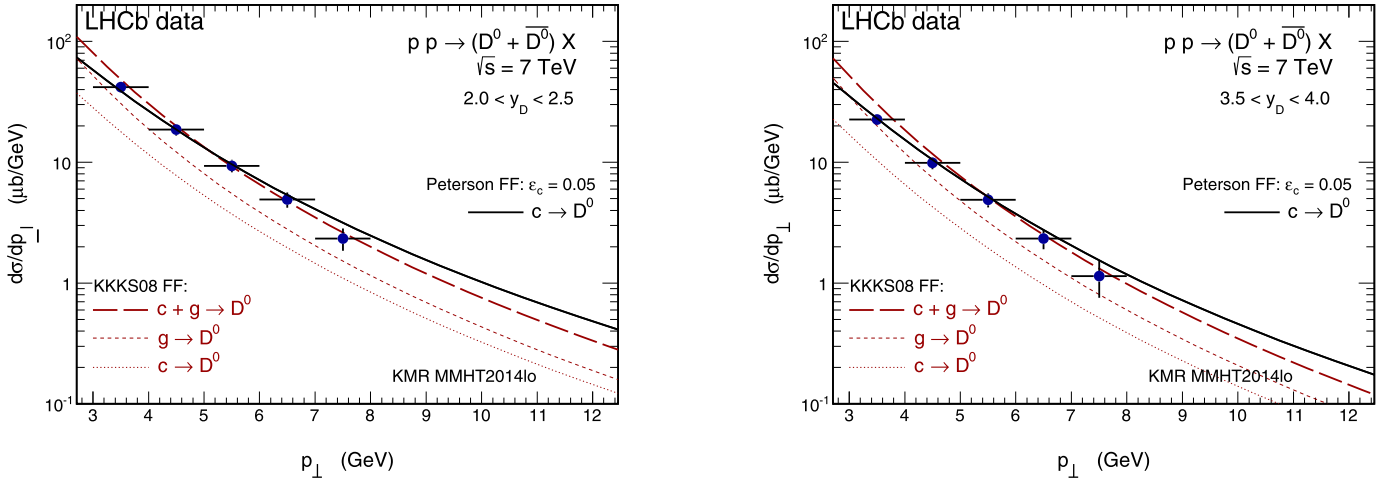 LHCb data
p p → (D⁰ + D̅⁰) X
√s = 7 TeV
2.0 < y_D < 2.5
Peterson FF: ε_c = 0.05
c → D⁰
KKKS08 FF:
c + g → D⁰
g → D⁰
c → D⁰
KMR MMHT2014lo
dσ/dp_⊥ (μb/GeV)
10²
10
1
10⁻¹
3 4 5 6 7 8 9 10 11 12
p_⊥ (GeV)
LHCb data
p p → (D⁰ + D̅⁰) X
√s = 7 TeV
3.5 < y_D < 4.0
Peterson FF: ε_c = 0.05
c → D⁰
KKKS08 FF:
c + g → D⁰
g → D⁰
c → D⁰
KMR MMHT2014lo
dσ/dp_⊥ (μb/GeV)
10²
10
1
10⁻¹
3 4 5 6 7 8 9 10 11 12
p_⊥ (GeV)